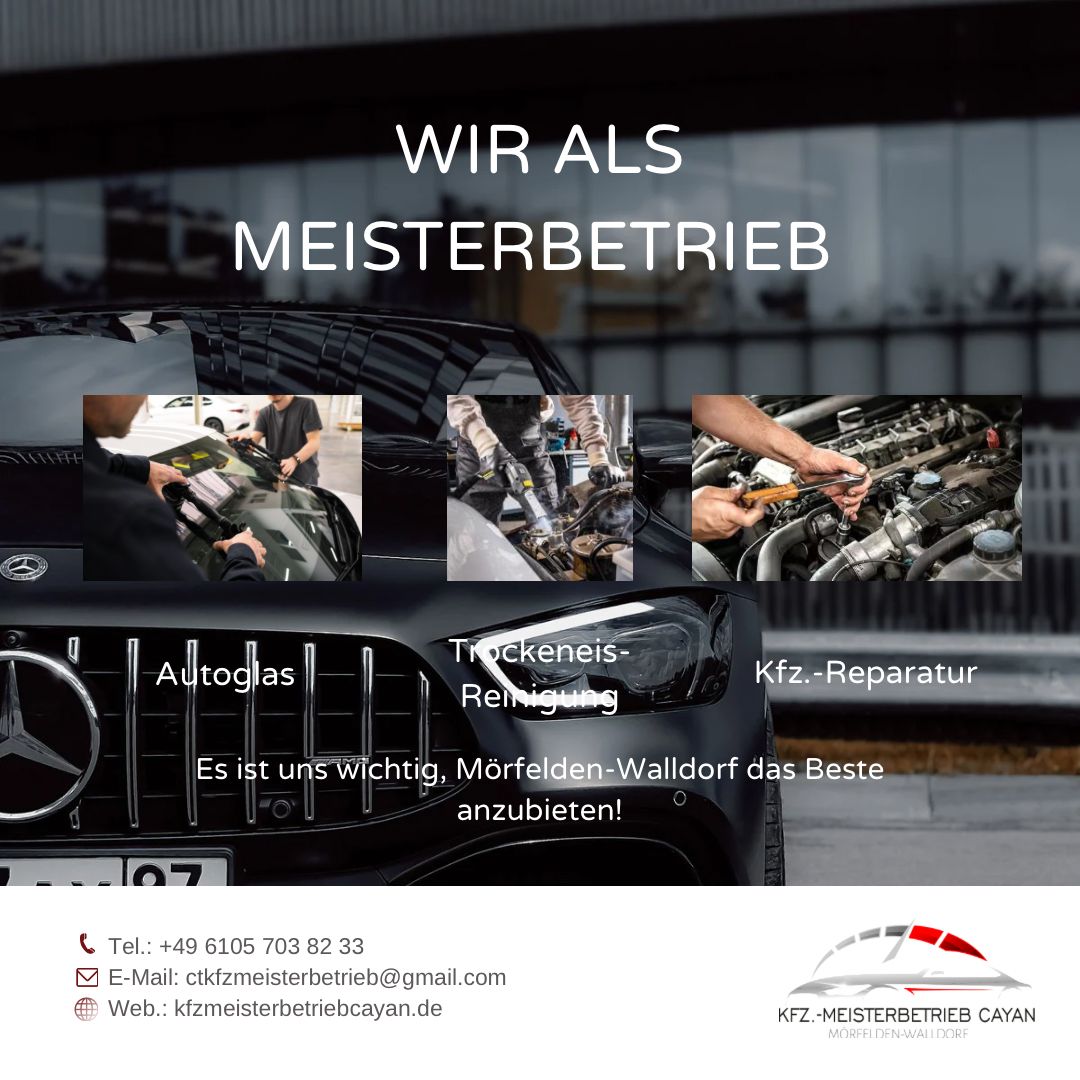 WIR ALS
MEISTERBETRIEB
Autoglas
Trockeneis-
Reinigung
Kfz.-Reparatur
Es ist uns wichtig, Mörfelden-Walldorf das Beste
anzubieten!
Tel.: +49 6105 703 82 33
E-Mail: ctkfzmeisterbetrieb@gmail.com
Web.: kfzmeisterbetriebcayan.de
KFZ.-MEISTERBETRIEB CAYAN
MÖRFELDEN-WALLDORF